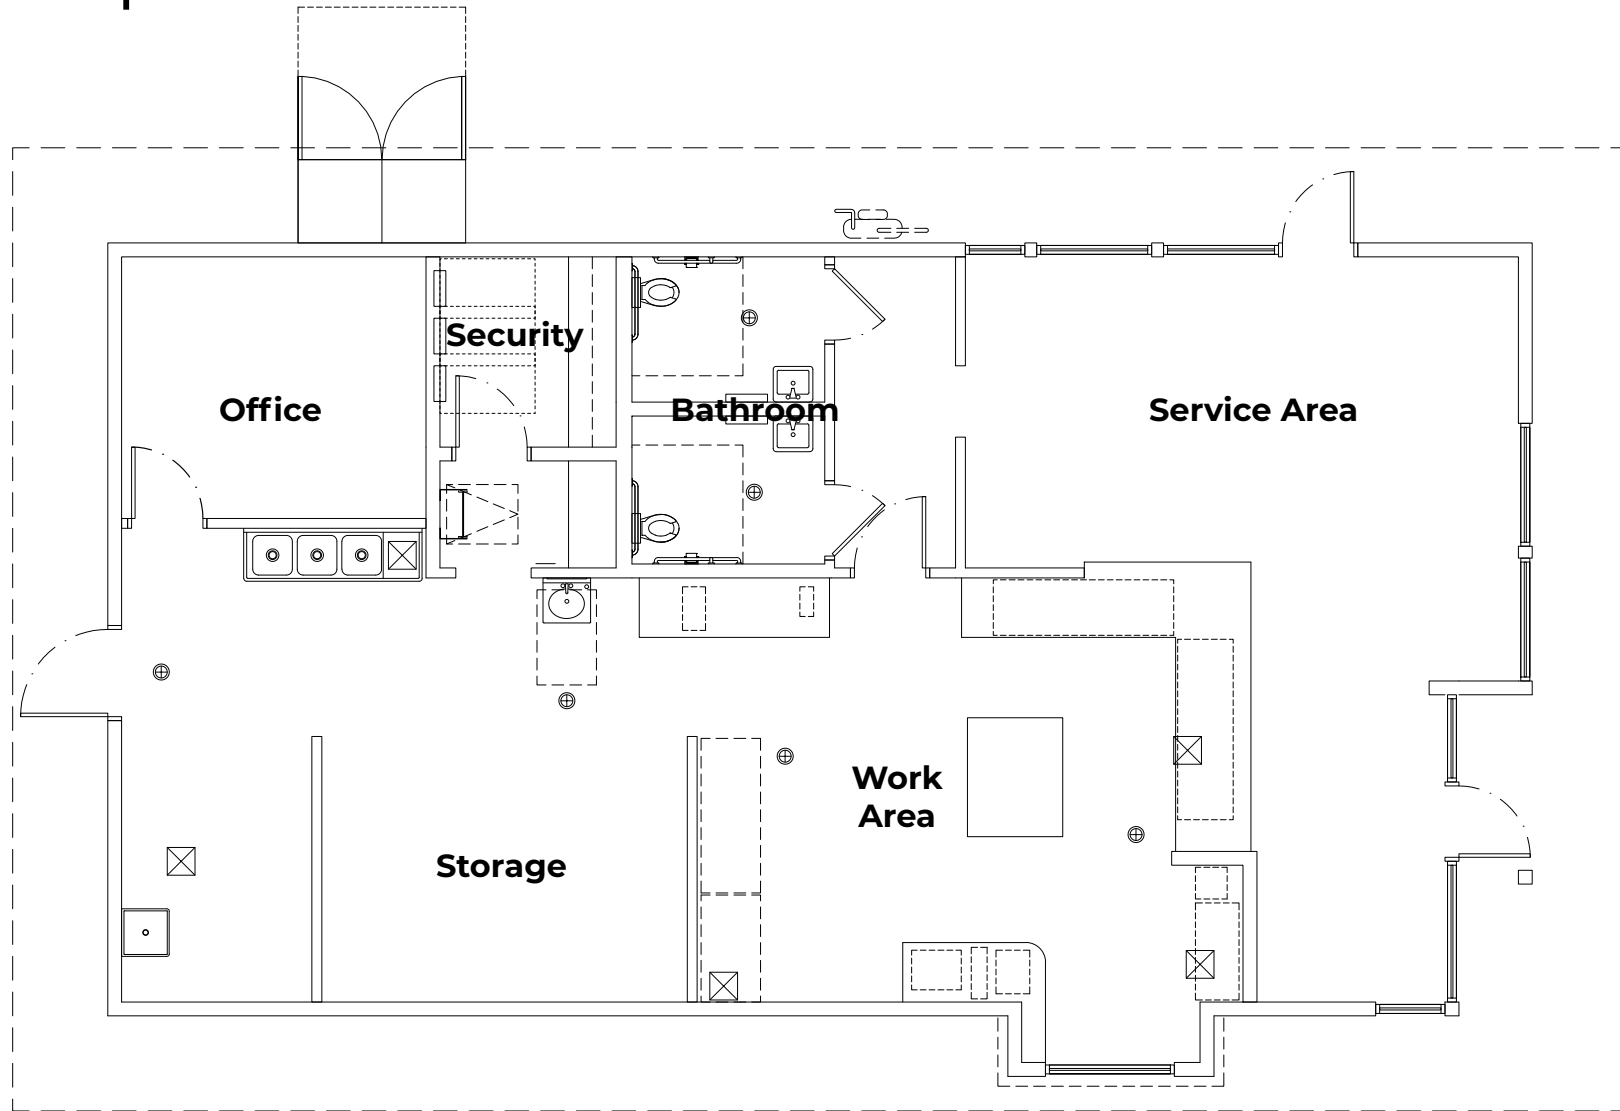 Security
Office
Bathroom
Service Area
Work
Area
Storage